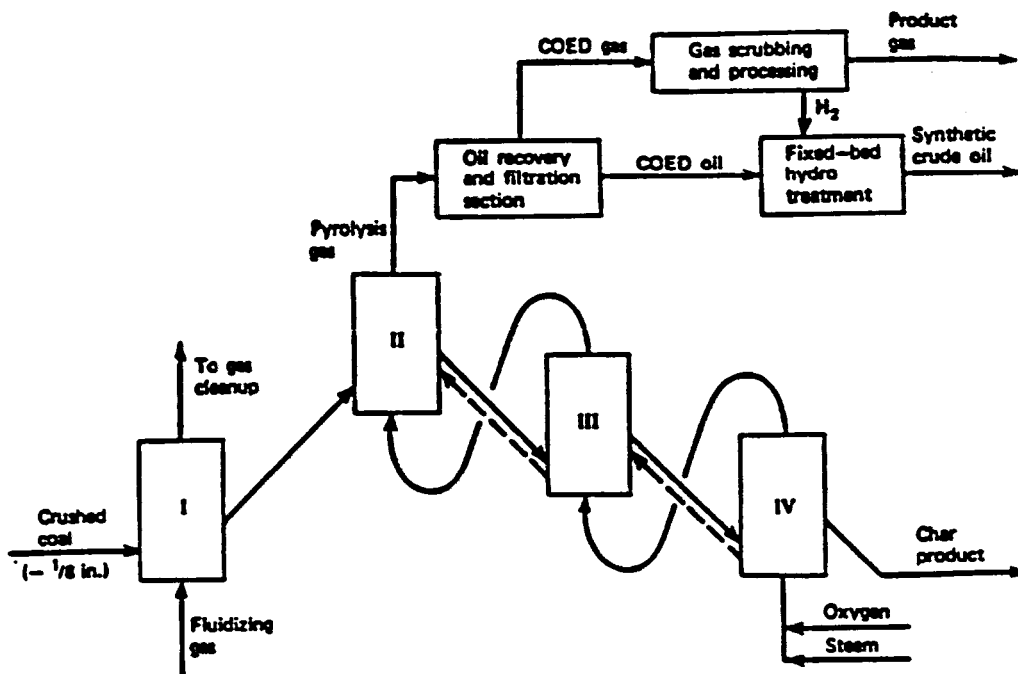 COED gas
Gas scrubbing
and processing
Product
gas
H2
Oil recovery
and filtration
section
COED oil
Fixed-bed
hydro
treatment
Synthetic
crude oil
Pyrolysis
gas
II
To gas
cleanup
III
I
IV
Crushed
coal
(- 1/8 in.)
Char
product
Fluidizing
gas
Oxygen
Steam